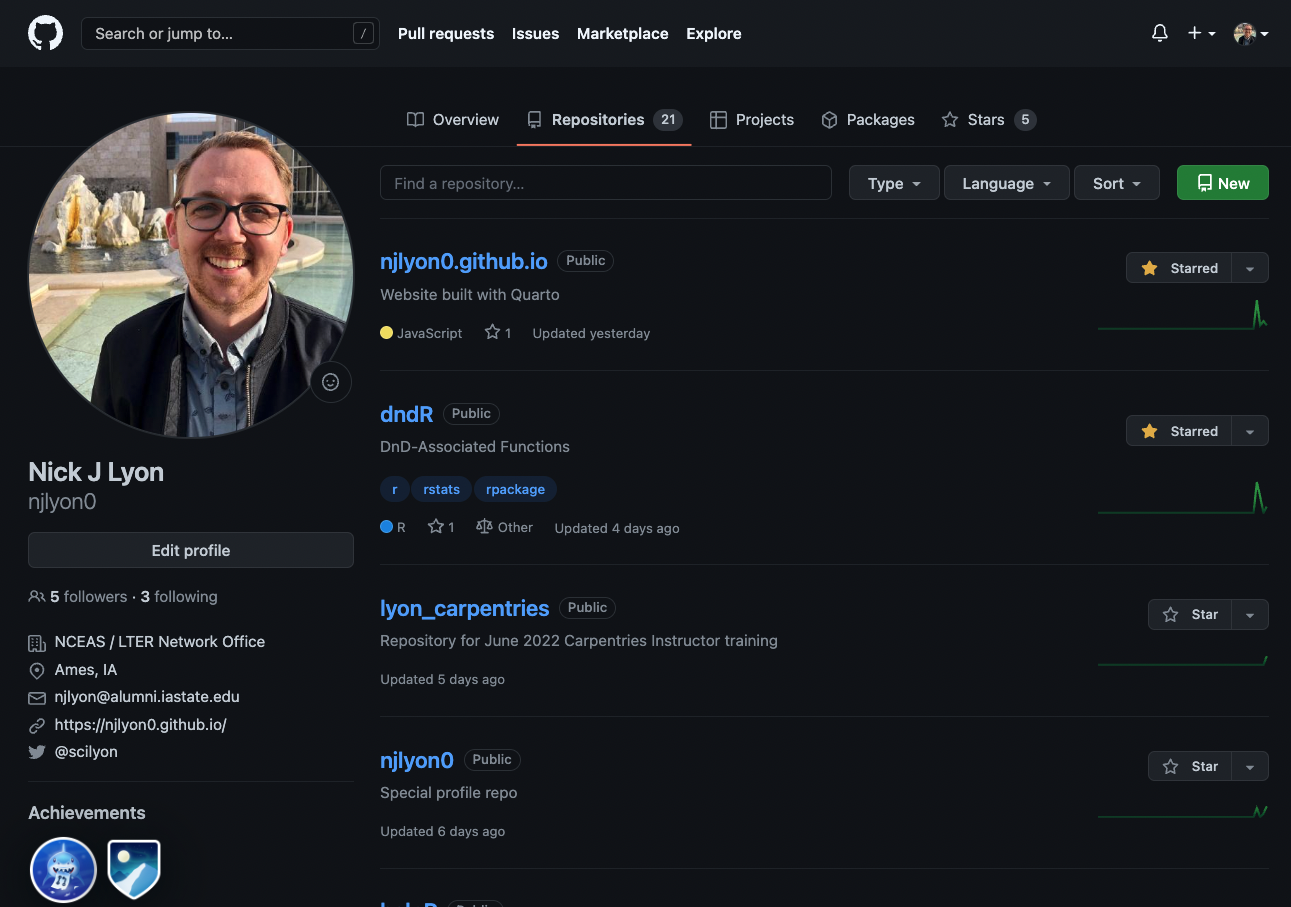 Search or jump to...
/
Pull requests
Issues
Marketplace
Explore
Overview
Repositories 21
Projects
Packages
Stars 5
Find a repository...
Type
Language
Sort
New
njlyon0.github.io Public
Starred
Website built with Quarto
JavaScript 1 Updated yesterday
dndR Public
Starred
DnD-Associated Functions
r rstats rpackage
R 1 Other Updated 4 days ago
lyon_carpentries Public
Star
Repository for June 2022 Carpentries Instructor training
Updated 5 days ago
njlyon0 Public
Star
Special profile repo
Updated 6 days ago
Nick J Lyon
njlyon0
Edit profile
5 followers · 3 following
NCEAS / LTER Network Office
Ames, IA
njlyon@alumni.iastate.edu
https://njlyon0.github.io/
@scilyon
Achievements